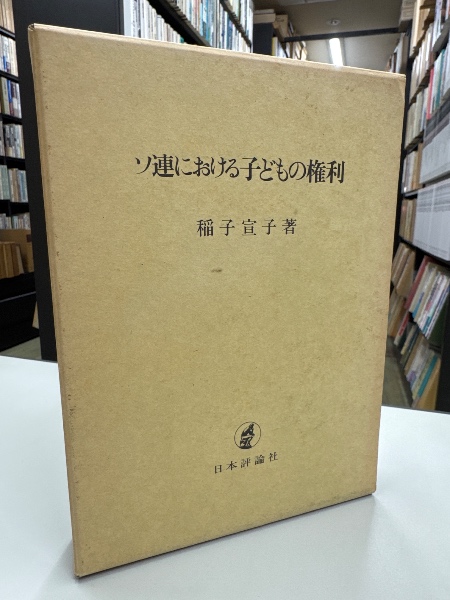 ソ連における子どもの権利
稲子宣子著
日本評論社